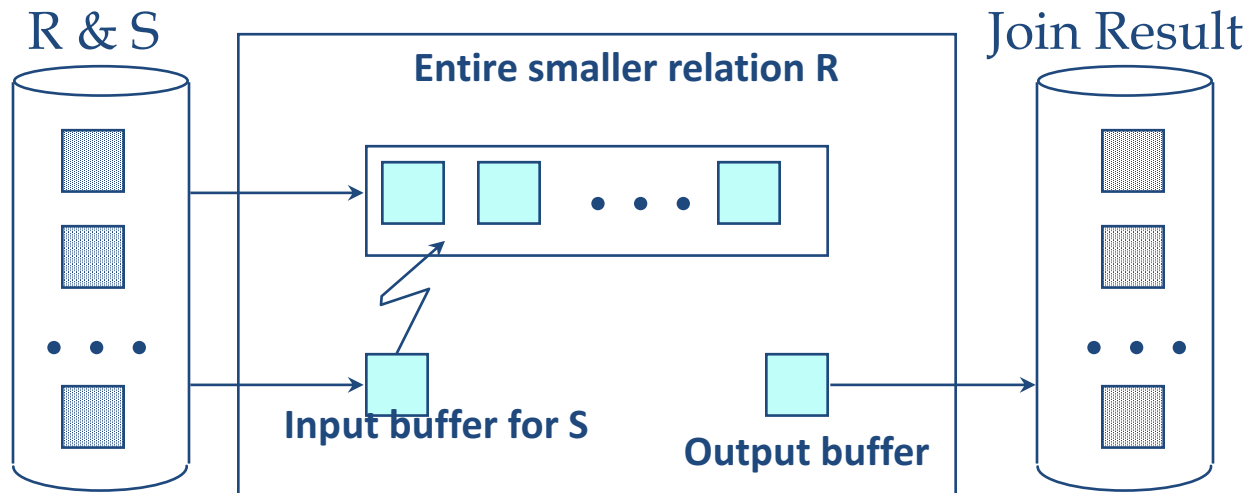 R & S
Join Result
Entire smaller relation R
Input buffer for S
Output buffer